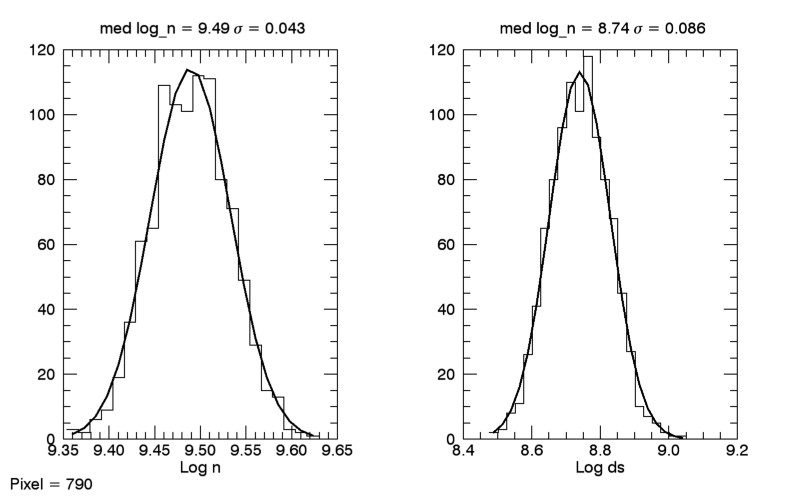 med log_n = 9.49 σ = 0.043
120
100
80
60
40
20
0
9.35 9.40 9.45 9.50 9.55 9.60 9.65
Log n
med log_n = 8.74 σ = 0.086
120
100
80
60
40
20
0
8.4 8.6 8.8 9.0 9.2
Log ds
Pixel = 790